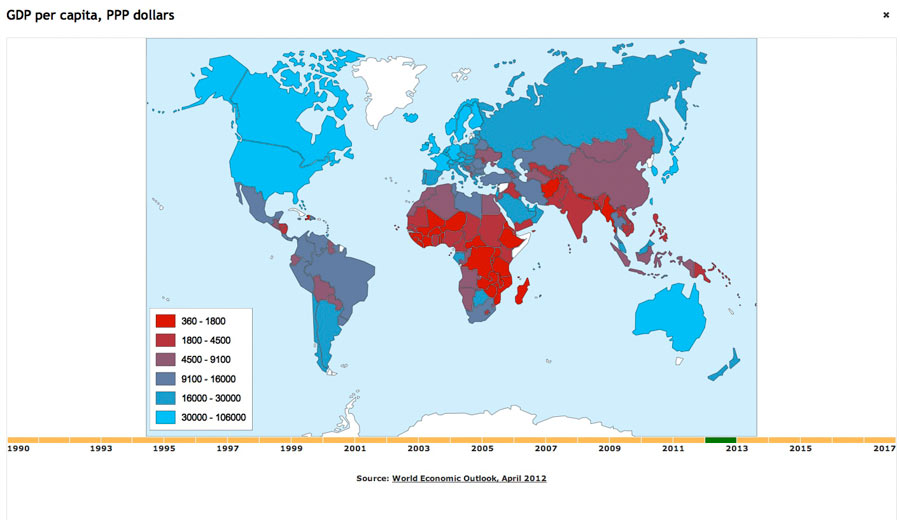 GDP per capita, PPP dollars
360 - 1800
1800 - 4500
4500 - 9100
9100 - 16000
16000 - 30000
30000 - 106000
1990 1993 1995 1997 1999 2001 2003 2005 2007 2009 2011 2013 2015 2017
Source: World Economic Outlook, April 2012